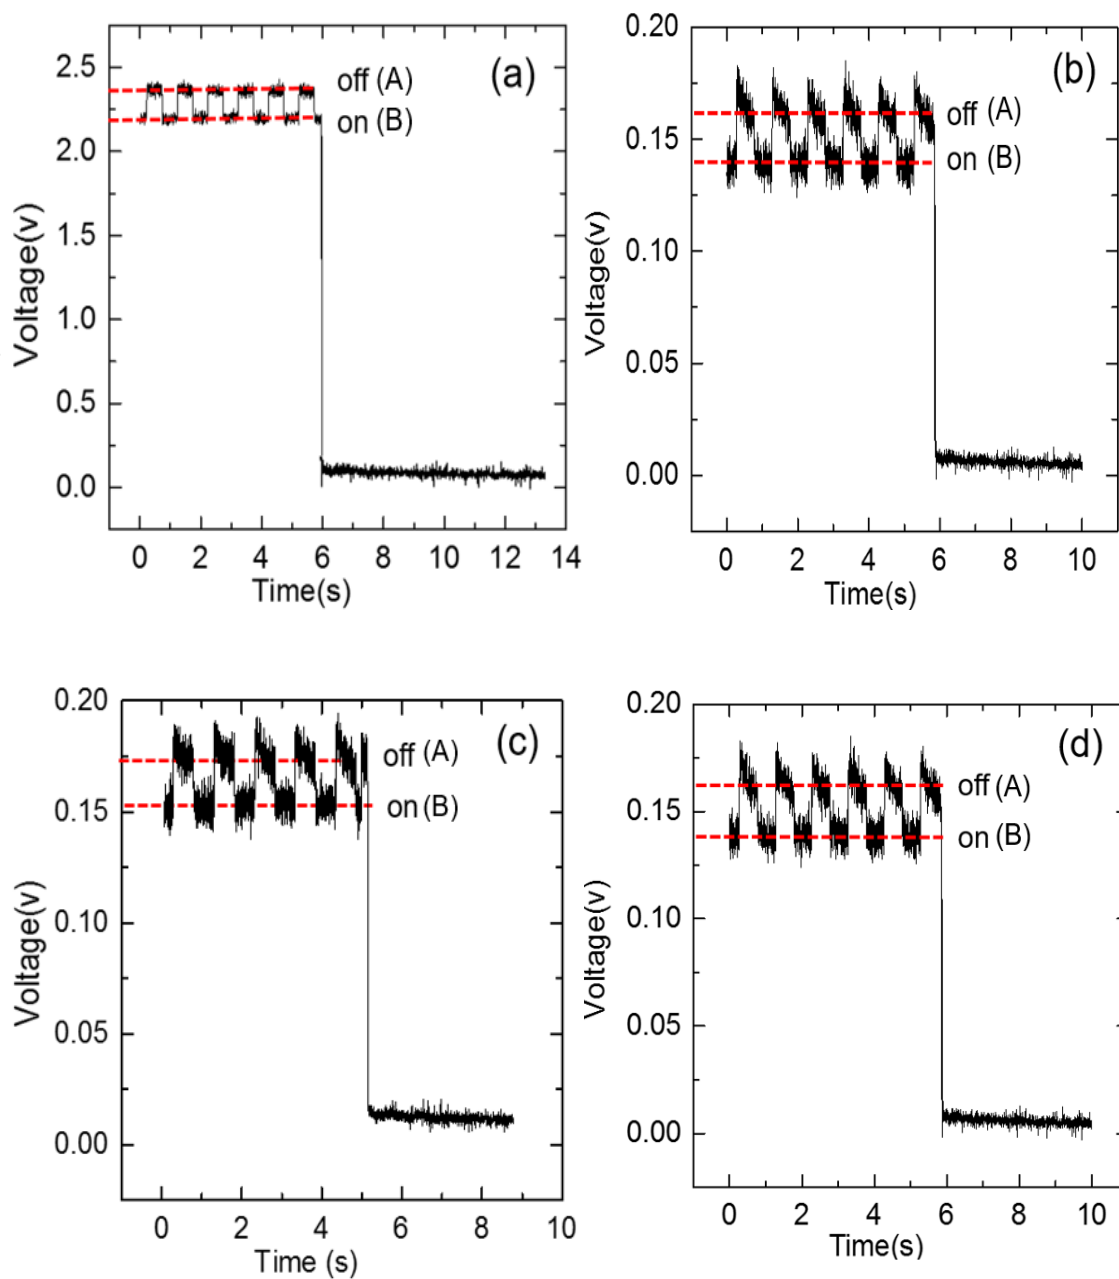 (a)
off (A)
on (B)
2.5
2.0
1.5
1.0
0.5
0.0
Voltage(v)
0 2 4 6 8 10 12 14
Time(s)
(b)
off (A)
on (B)
0.20
0.15
0.10
0.05
0.00
Voltage(v)
0 2 4 6 8 10
Time(s)
(c)
off (A)
on (B)
0.20
0.15
0.10
0.05
0.00
Voltage(v)
0 2 4 6 8 10
Time (s)
(d)
off (A)
on (B)
0.20
0.15
0.10
0.05
0.00
Voltage(v)
0 2 4 6 8 10
Time(s)